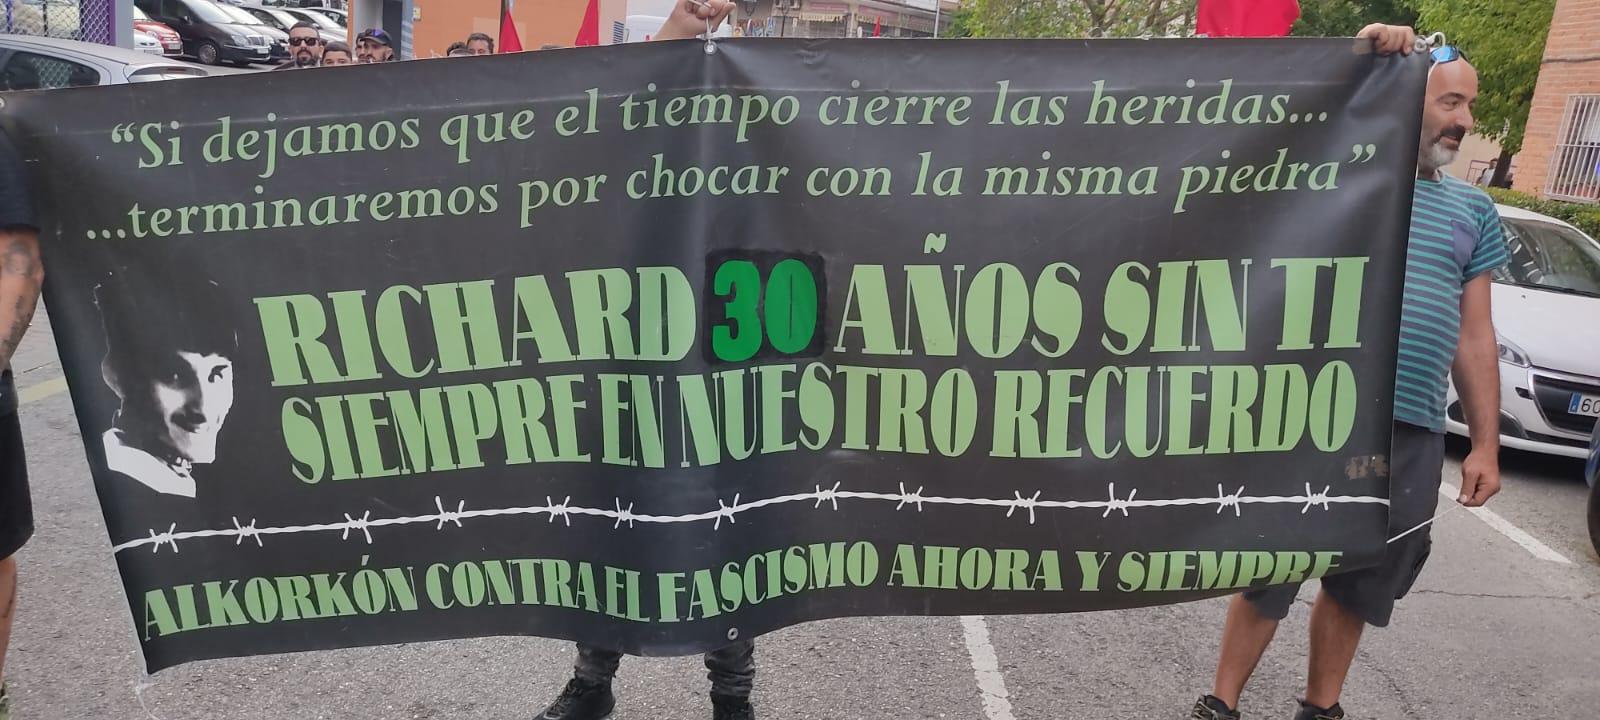 “Si dejamos que el tiempo cierre las heridas...
...terminaremos por chocar con la misma piedra”
RICHARD 30 AÑOS SIN TI
SIEMPRE EN NUESTRO RECUERDO
ALKORKÓN CONTRA EL FASCISMO AHORA Y SIEMPRE
60